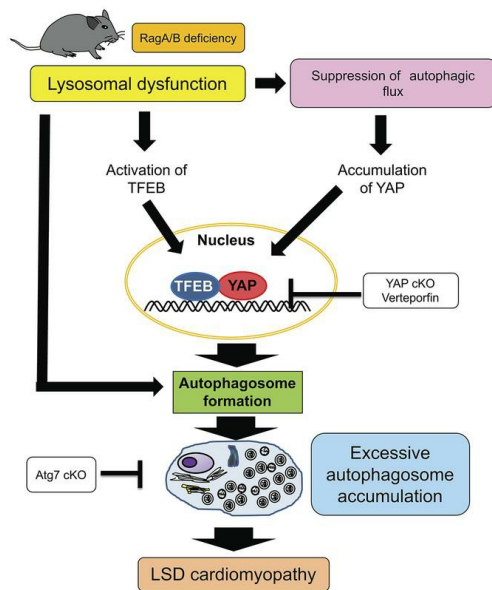 RagA/B deficiency
Lysosomal dysfunction
Suppression of autophagic
flux
Activation of
TFEB
Accumulation
of YAP
Nucleus
TFEB
YAP
YAP cKO
Verteporfin
Autophagosome
formation
Atg7 cKO
Excessive
autophagosome
accumulation
LSD cardiomyopathy